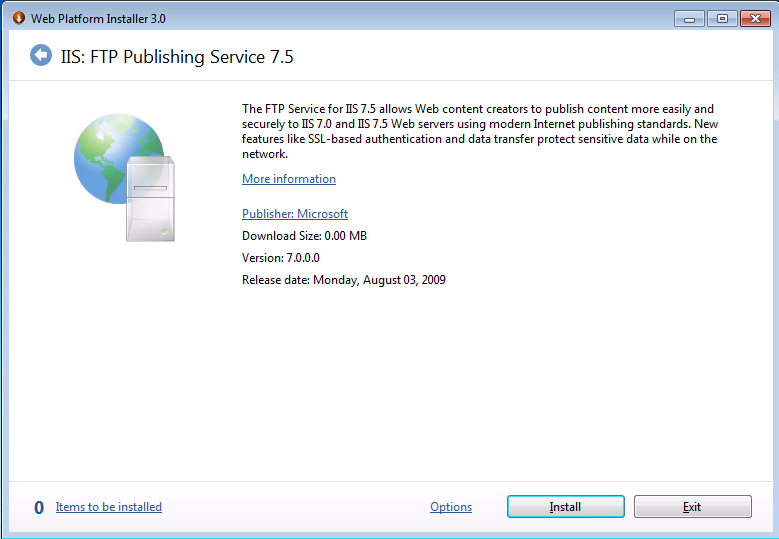 Web Platform Installer 3.0
IIS: FTP Publishing Service 7.5
The FTP Service for IIS 7.5 allows Web content creators to publish content more easily and
securely to IIS 7.0 and IIS 7.5 Web servers using modern Internet publishing standards. New
features like SSL-based authentication and data transfer protect sensitive data while on the
network.
More information
Publisher: Microsoft
Download Size: 0.00 MB
Version: 7.0.0.0
Release date: Monday, August 03, 2009
0 Items to be installed
Options
Install
Exit